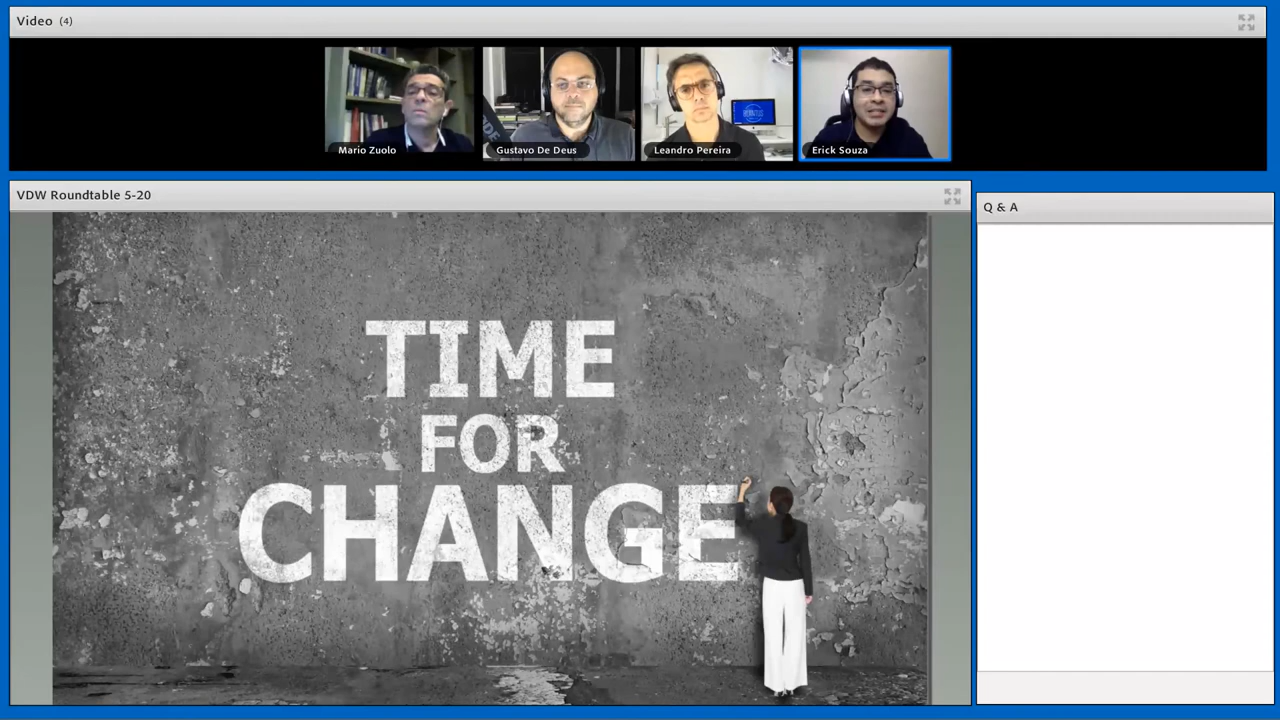 Video (4)
Mario Zuolo
Gustavo De Deus
Leandro Pereira
Erick Souza
VDW Roundtable 5-20
Q & A
TIME
FOR
CHANGE